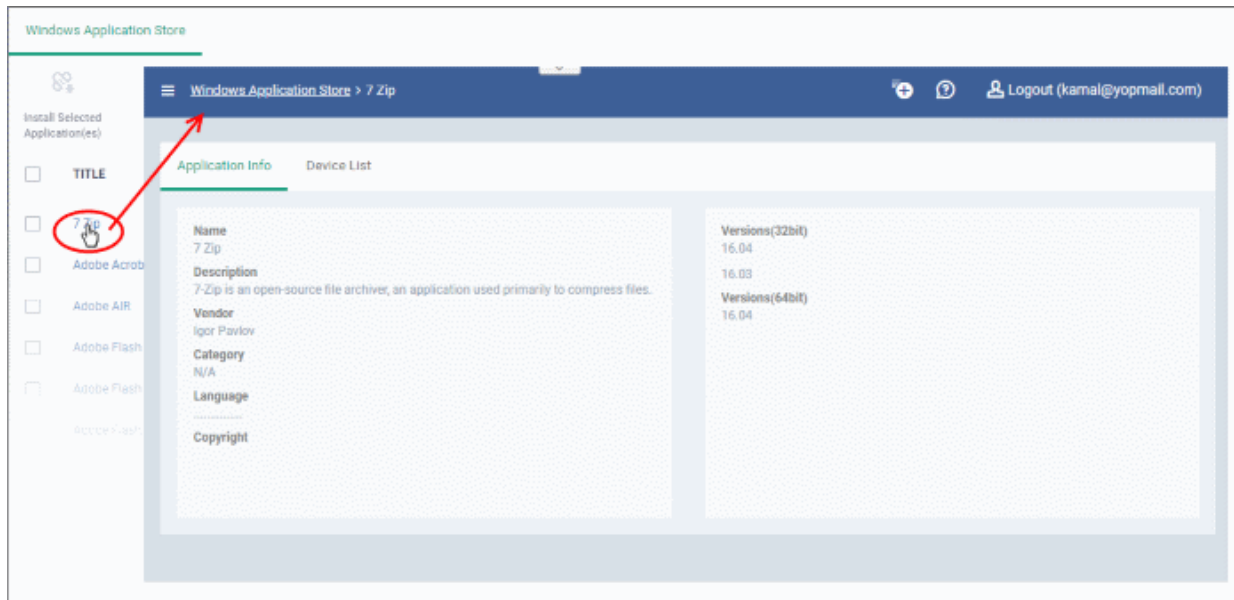 Windows Application Store
Install Selected
Application(es)
TITLE
7 Zip
Adobe Acrob
Adobe AIR
Adobe Flash
Adobe Flash
Adobe Flash
Windows Application Store > 7 Zip
Logout (kamal@yopmail.com)
Application Info
Device List
Name
7 Zip
Description
7-Zip is an open-source file archiver, an application used primarily to compress files.
Vendor
Igor Pavlov
Category
N/A
Language
Copyright
Versions(32bit)
16.04
16.03
Versions(64bit)
16.04